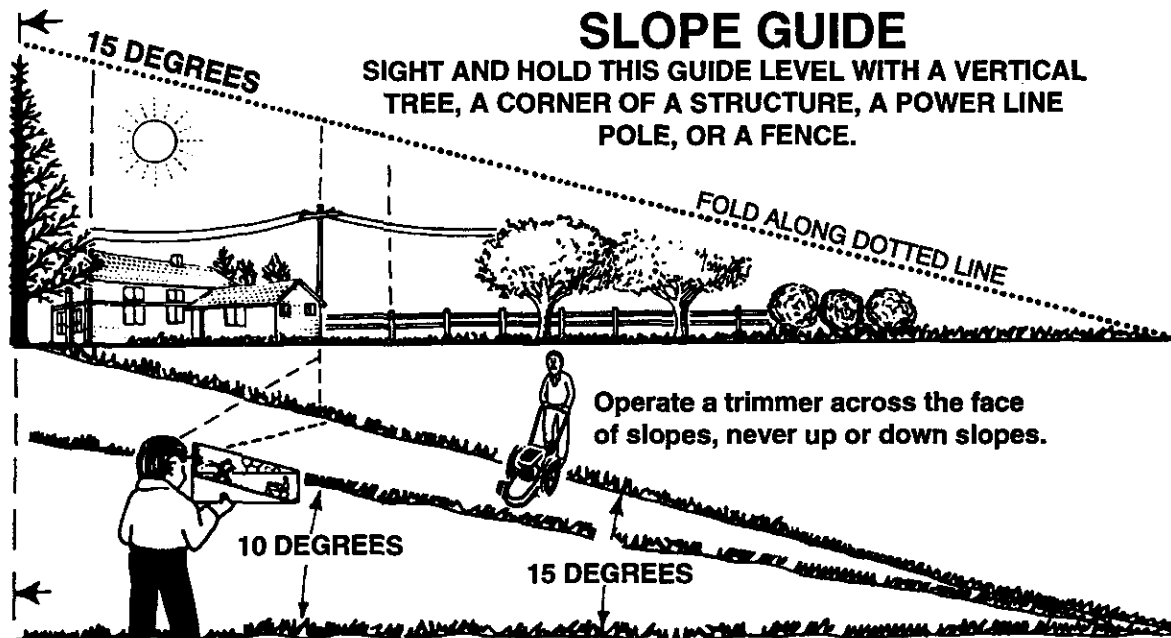 SLOPE GUIDE
15 DEGREES
SIGHT AND HOLD THIS GUIDE LEVEL WITH A VERTICAL
TREE, A CORNER OF A STRUCTURE, A POWER LINE
POLE, OR A FENCE.
FOLD ALONG DOTTED LINE
Operate a trimmer across the face
of slopes, never up or down slopes.
10 DEGREES
15 DEGREES